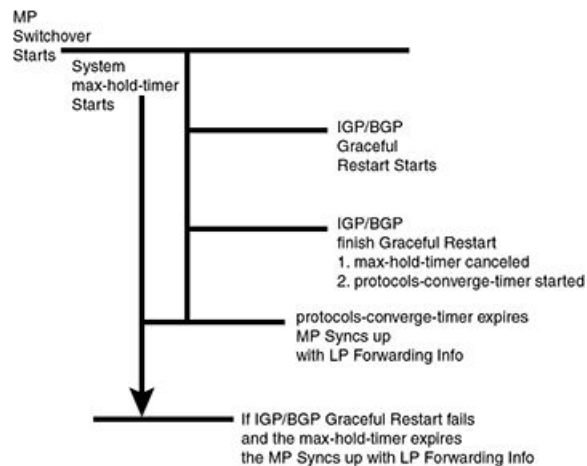 MP
Switchover
Starts
System
max-hold-timer
Starts
IGP/BGP
Graceful
Restart Starts
IGP/BGP
finish Graceful Restart
1. max-hold-timer canceled
2. protocols-converge-timer started
protocols-converge-timer expires
MP Syncs up
with LP Forwarding Info
If IGP/BGP Graceful Restart fails
and the max-hold-timer expires
the MP Syncs up with LP Forwarding Info